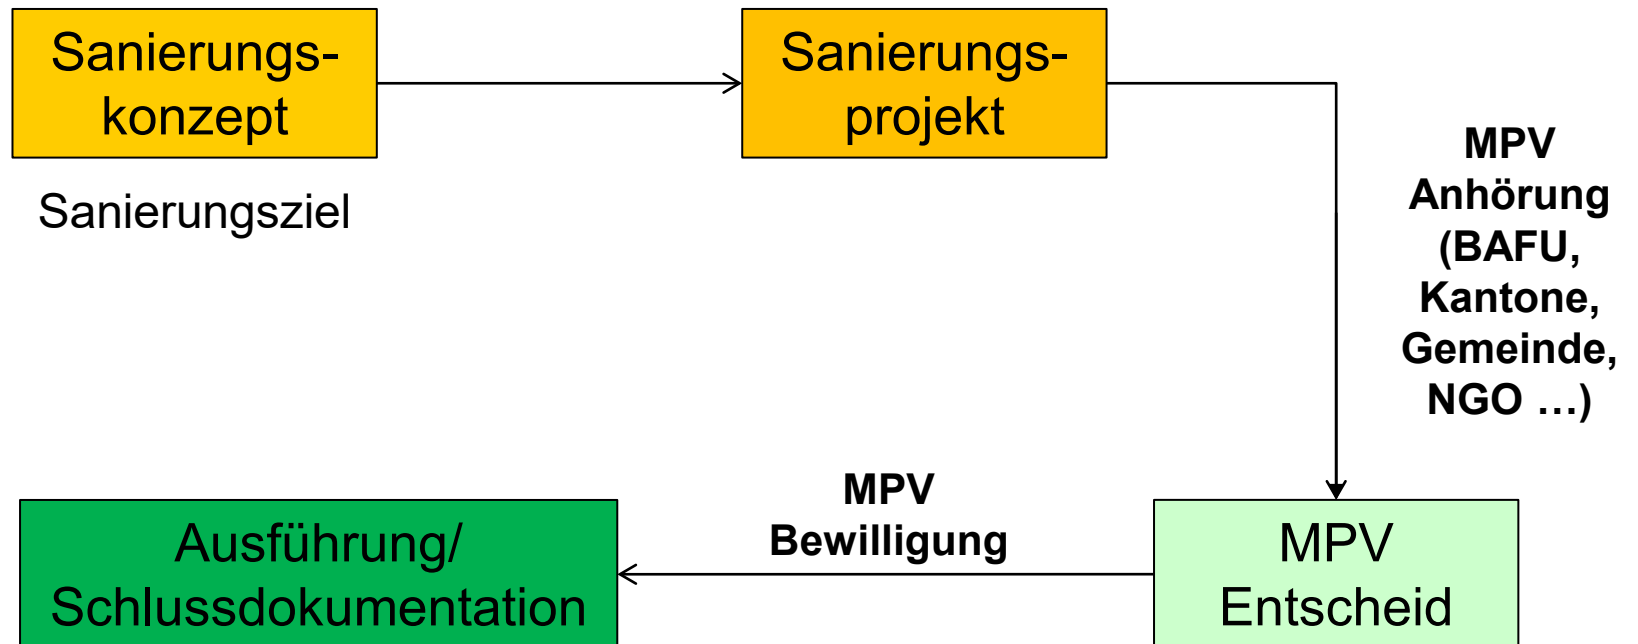 Sanierungs-
konzept
Sanierungsziel
Sanierungs-
projekt
MPV
Anhörung
(BAFU,
Kantone,
Gemeinde,
NGO …)
MPV
Entscheid
MPV
Bewilligung
Ausführung/
Schlussdokumentation